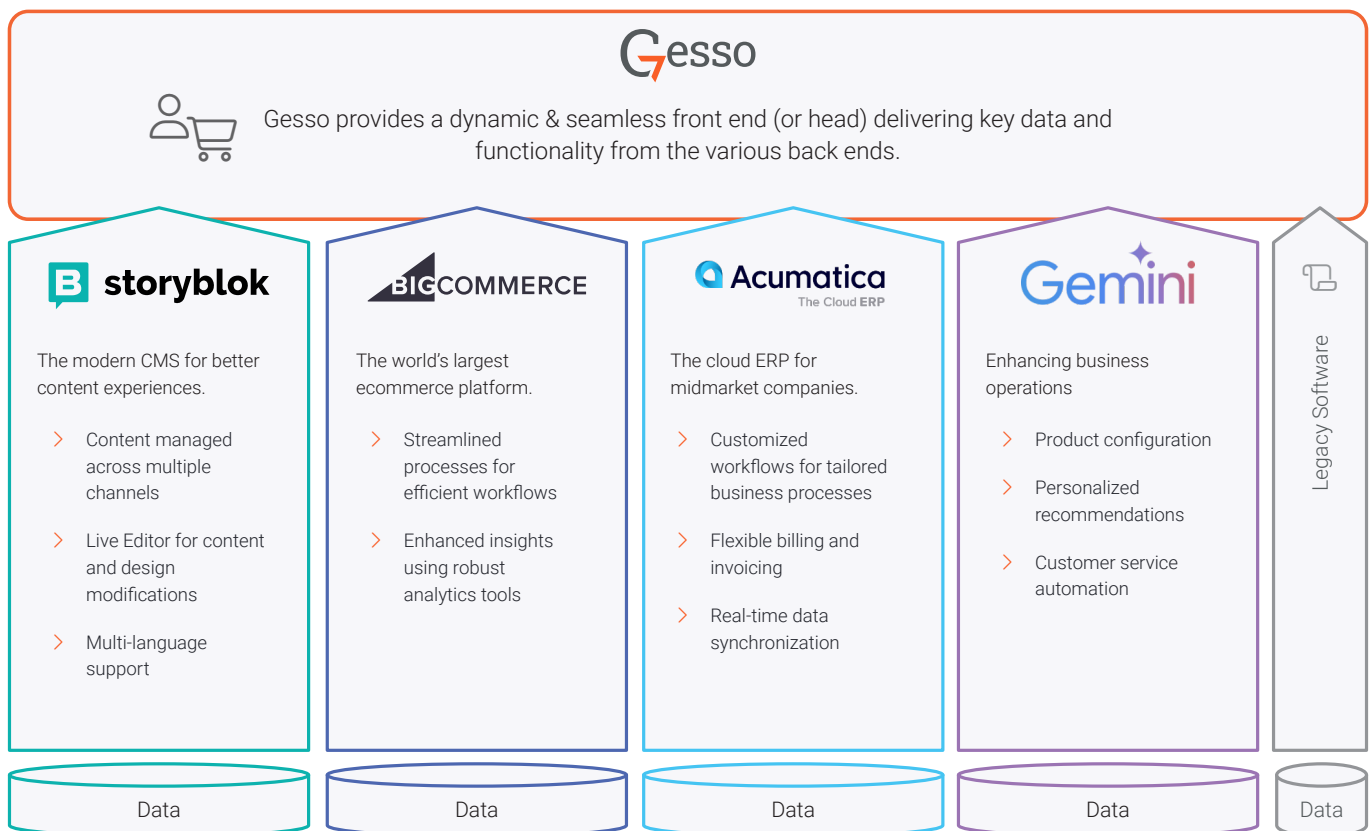 Gesso
Gesso provides a dynamic & seamless front end (or head) delivering key data and
functionality from the various back ends.
storyblok
The modern CMS for better
content experiences.
Content managed
across multiple
channels
Live Editor for content
and design
modifications
Multi-language
support
Data
BIGCOMMERCE
The world’s largest
ecommerce platform.
Streamlined
processes for
efficient workflows
Enhanced insights
using robust
analytics tools
Data
Acumatica
The Cloud ERP
The cloud ERP for
midmarket companies.
Customized
workflows for tailored
business processes
Flexible billing and
invoicing
Real-time data
synchronization
Data
Gemini
Enhancing business
operations
Product configuration
Personalized
recommendations
Customer service
automation
Data
Legacy Software
Data